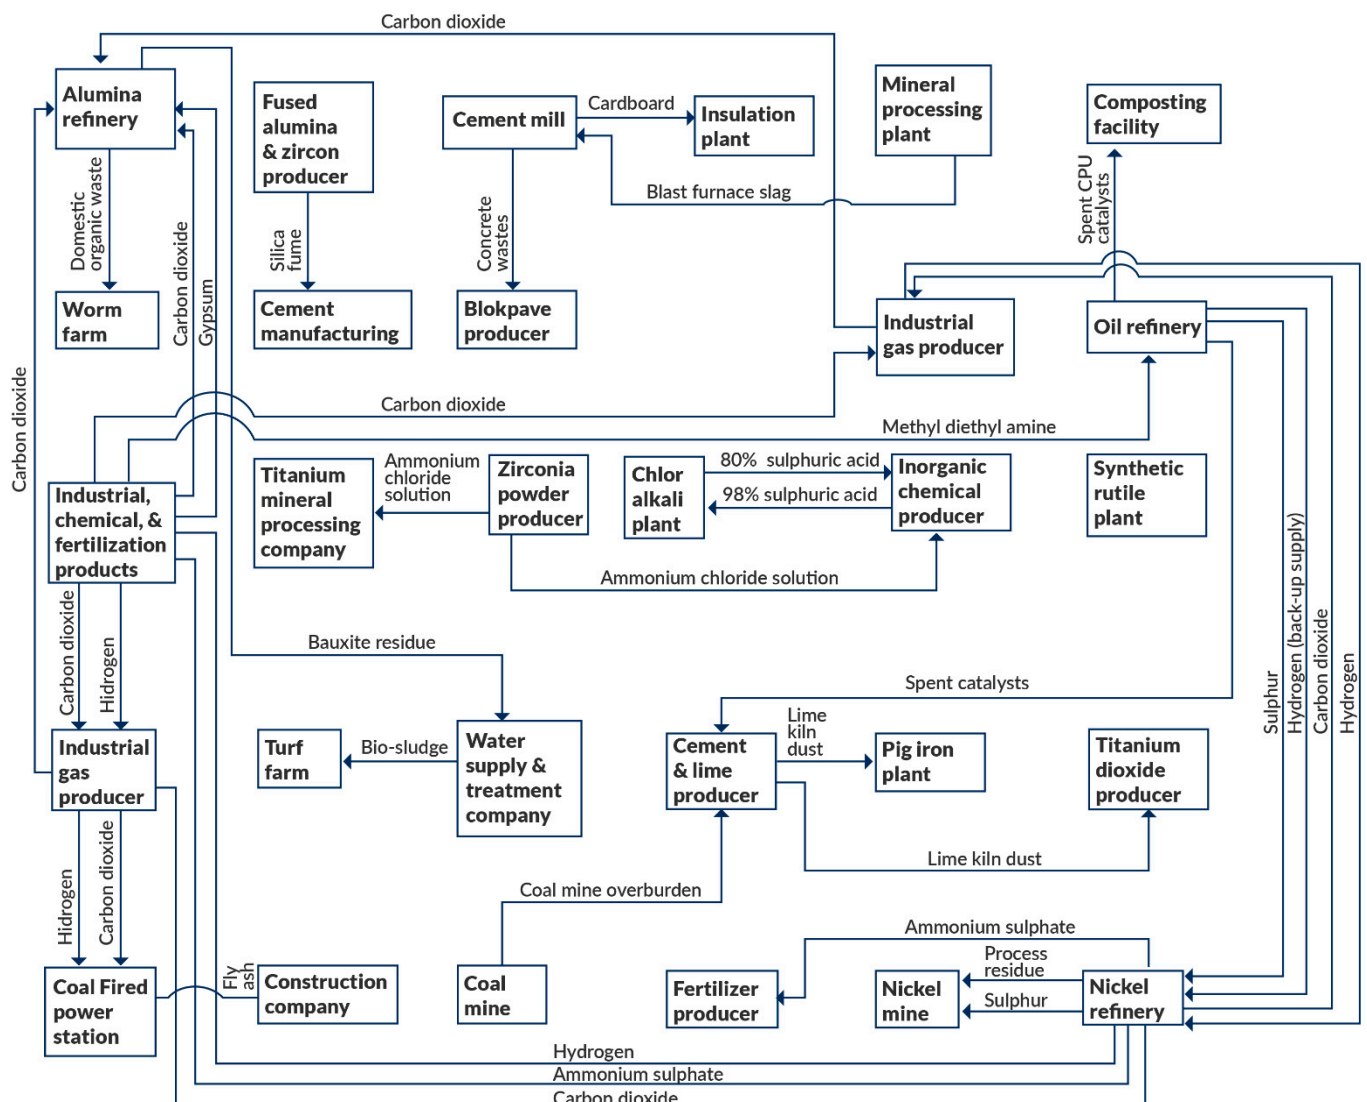 Carbon dioxide
Alumina
refinery
Fused
alumina
& zircon
producer
Cement mill
Cardboard
Insulation
plant
Mineral
processing
plant
Composting
facility
Blast furnace slag
Domestic
organic waste
Carbon dioxide
Gypsum
Silica
fume
Concrete
wastes
Spent CPU
catalysts
Worm
farm
Cement
manufacturing
Blokpave
producer
Industrial
gas producer
Oil refinery
Carbon dioxide
Carbon dioxide
Methyl diethyl amine
Industrial,
chemical, &
fertilization
products
Titanium
mineral
processing
company
Ammonium
chloride
solution
Zirconia
powder
producer
Chlor
alkali
plant
80% sulphuric acid
98% sulphuric acid
Inorganic
chemical
producer
Synthetic
rutile
plant
Ammonium chloride solution
Carbon dioxide
Hidrogen
Bauxite residue
Spent catalysts
Sulphur
Hydrogen (back-up supply)
Carbon dioxide
Hydrogen
Industrial
gas
producer
Turf
farm
Bio-sludge
Water
supply &
treatment
company
Cement
& lime
producer
Lime
kiln
dust
Pig iron
plant
Titanium
dioxide
producer
Lime kiln dust
Hidrogen
Carbon dioxide
Coal mine overburden
Ammonium sulphate
Coal Fired
power
station
Fly
ash
Construction
company
Coal
mine
Fertilizer
producer
Nickel
mine
Process
residue
Sulphur
Nickel
refinery
Hydrogen
Ammonium sulphate
Carbon dioxide